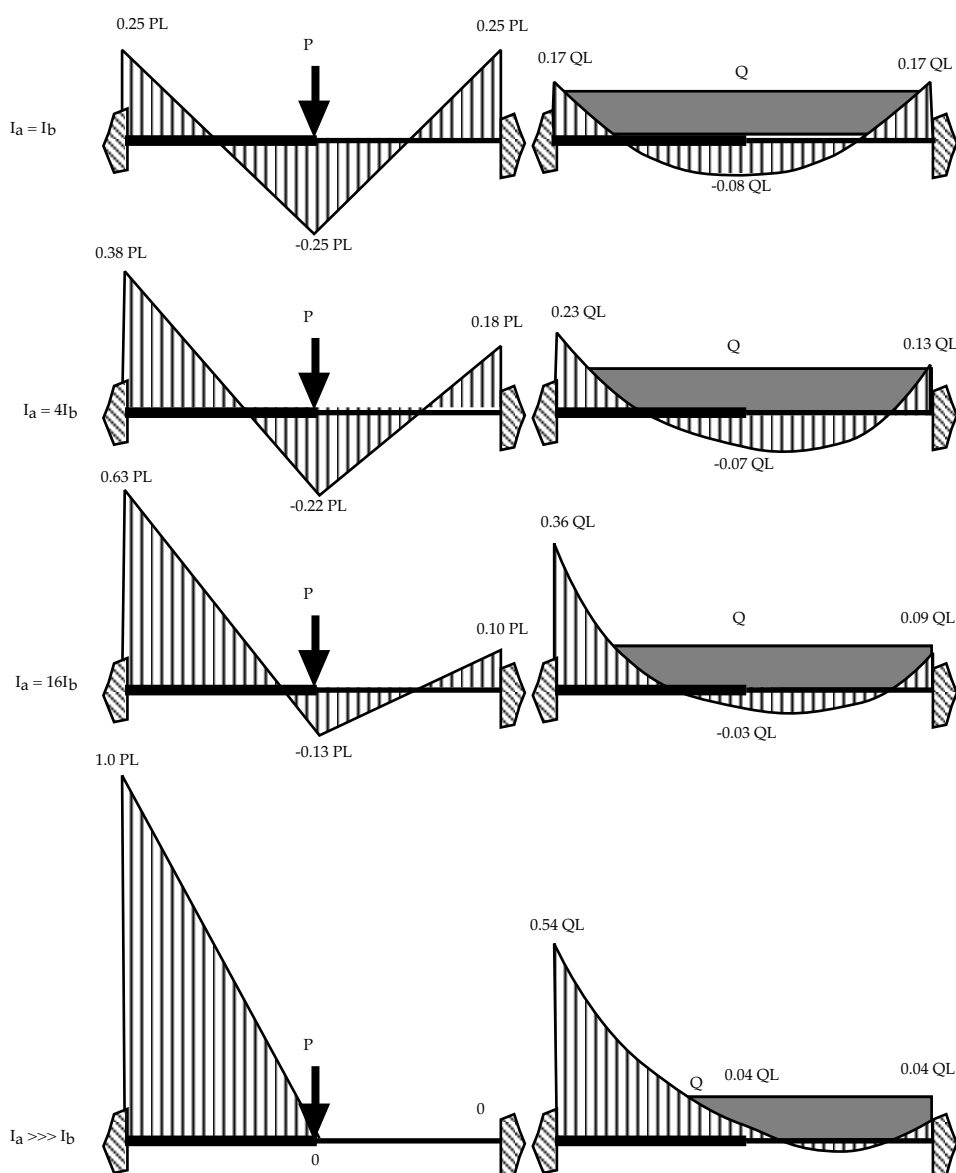 0.25 PL 0.25 PL
P
0.17 QL 0.17 QL
Q
Ia = Ib
-0.25 PL
-0.08 QL
0.38 PL
P
0.18 PL
0.23 QL
Q
0.13 QL
Ia = 4Ib
-0.22 PL
-0.07 QL
0.63 PL
P
0.10 PL
0.36 QL
Q
0.09 QL
Ia = 16Ib
-0.13 PL
-0.03 QL
1.0 PL
P
0
0.54 QL
Q
0.04 QL
0.04 QL
Ia >>> Ib
0